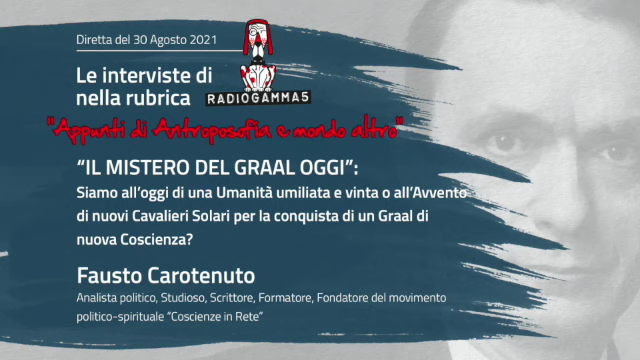 Diretta del 30 Agosto 2021
Le interviste di
nella rubrica
RADIOGAMMA5
"Appunti di Antroposofia e mondo altro"
“IL MISTERO DEL GRAAL OGGI”:
Siamo all’oggi di una Umanità umiliata e vinta o all’Avvento
di nuovi Cavalieri Solari per la conquista di un Graal di
nuova Coscienza?
Fausto Carotenuto
Analista politico, Studioso, Scrittore, Formatore, Fondatore del movimento
politico-spirituale “Coscienze in Rete”